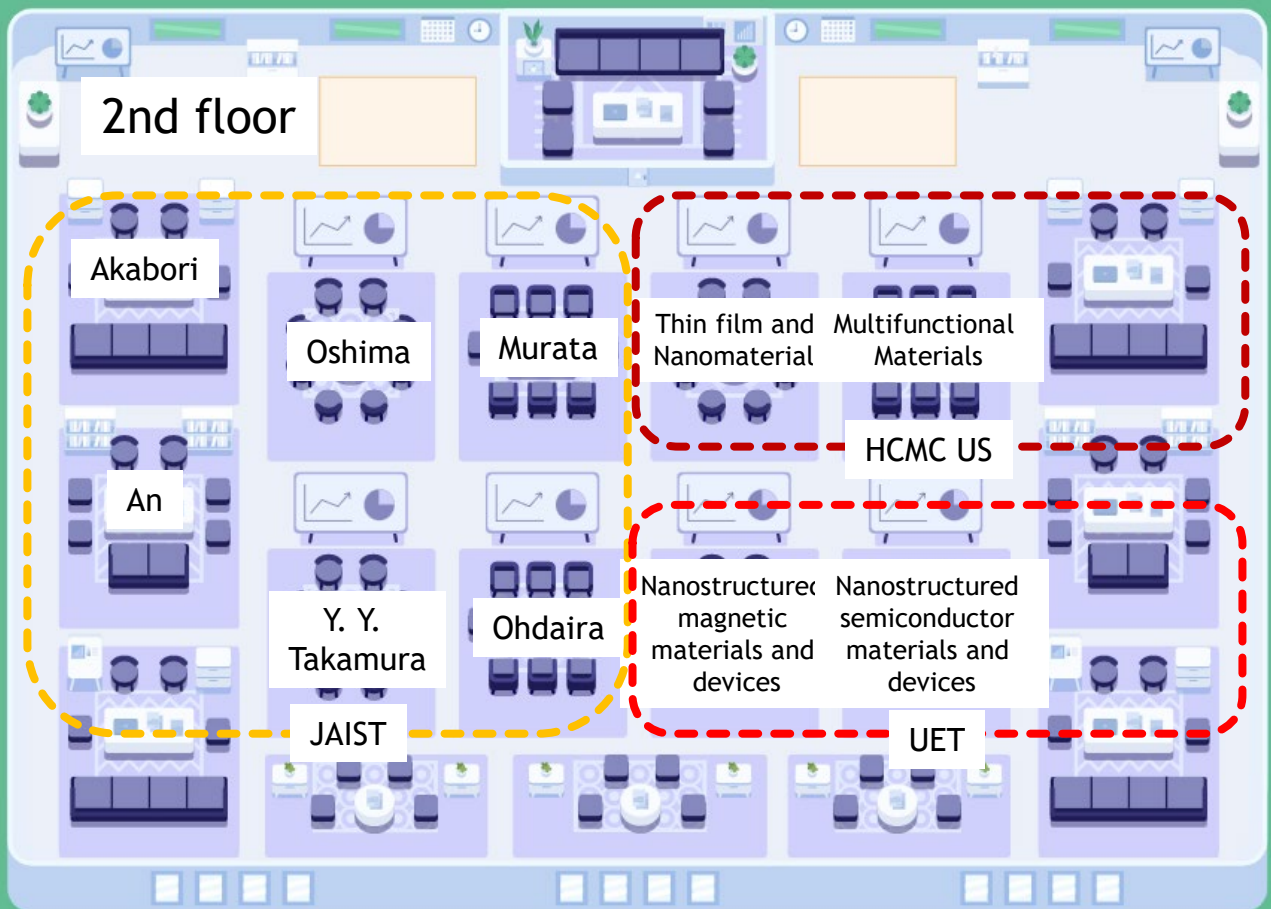 2nd floor
Akabori
Oshima
Murata
An
Y. Y.
Takamura
Ohdaira
JAIST
Thin film and
Nanomaterial
Multifunctional
Materials
HCMC US
Nanostructured
magnetic
materials and
devices
Nanostructured
semiconductor
materials and
devices
UET